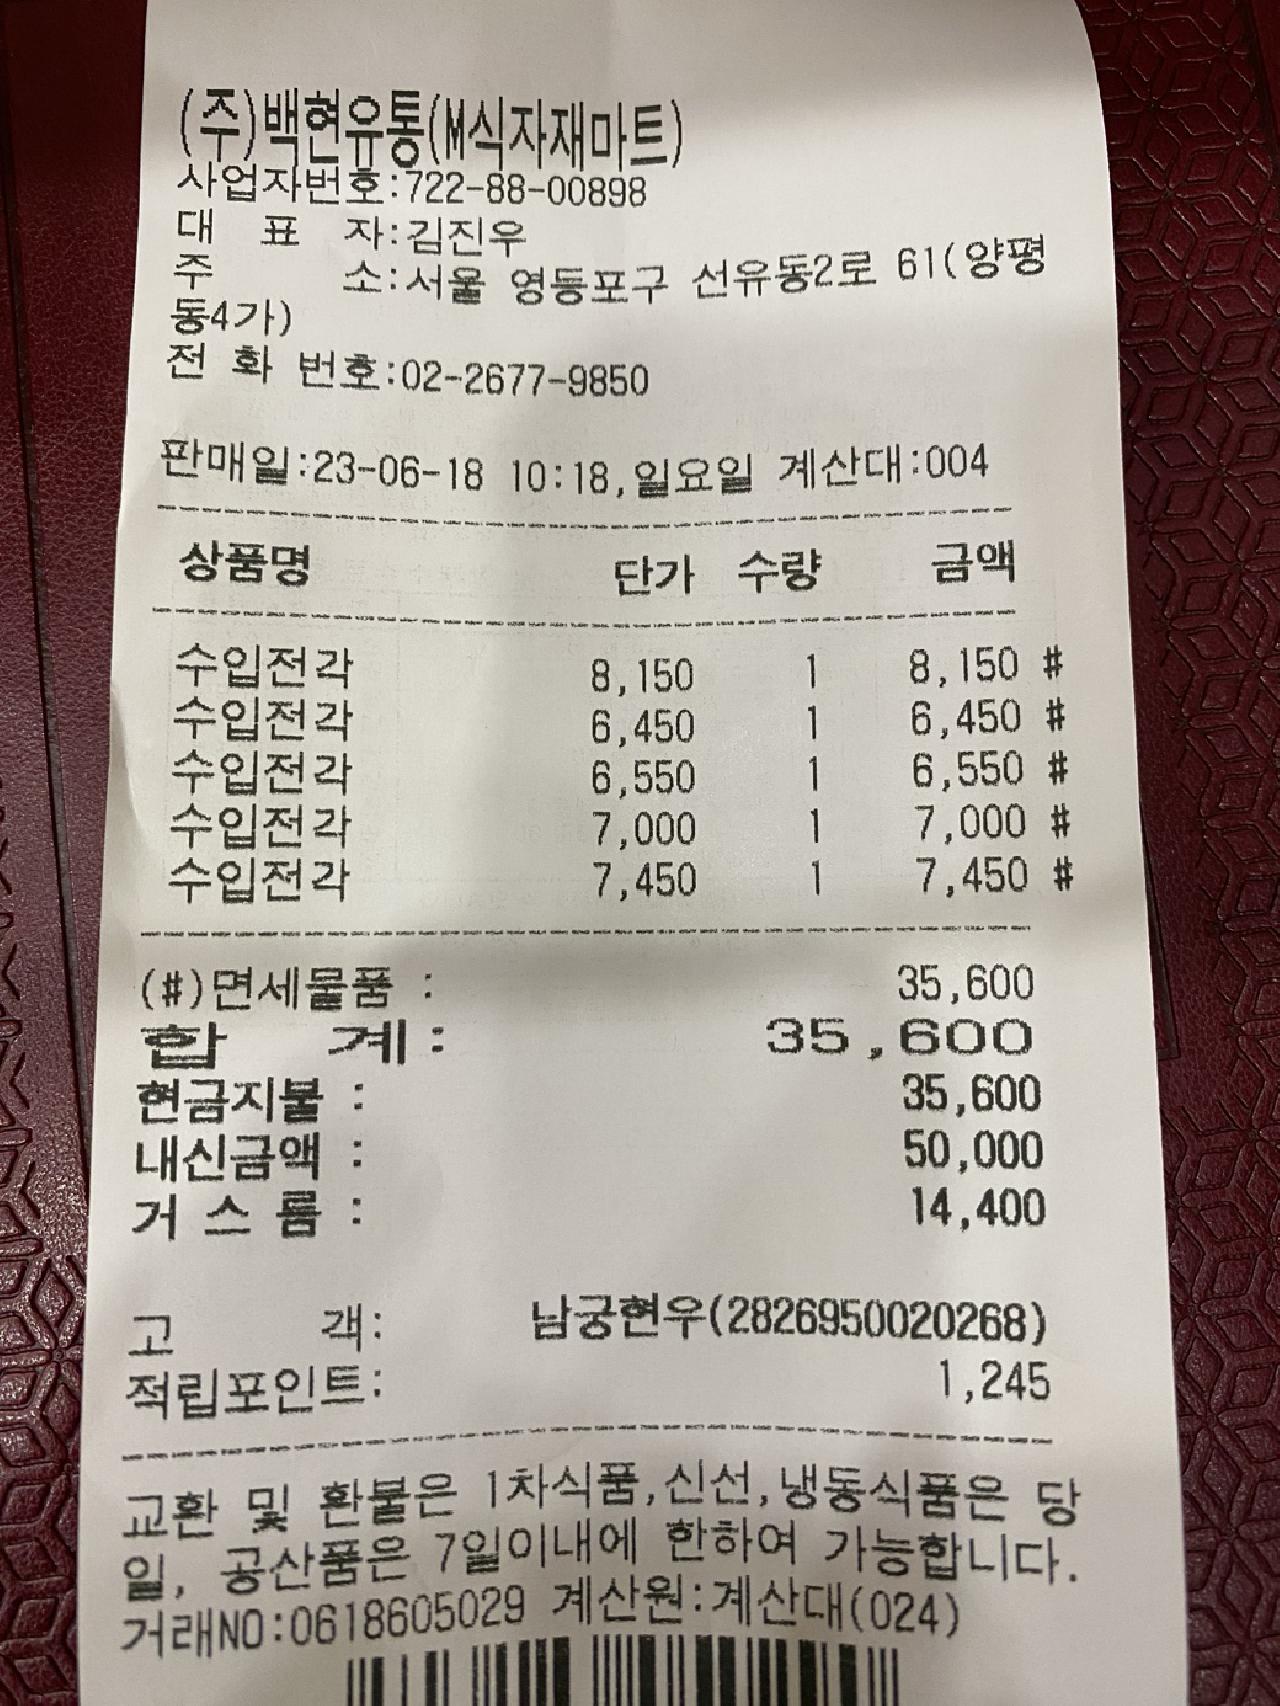 (주)백현유통(M식자재마트)
사업자번호:722-88-00898
대 표 자:김진우
주 소:서울 영등포구 선유동2로 61(양평
동4가)
전 화 번호:02-2677-9850
판매일:23-06-18 10:18,일요일 계산대:004
상품명 단가 수량 금액
수입전각 8,150 1 8,150 #
수입전각 6,450 1 6,450 #
수입전각 6,550 1 6,550 #
수입전각 7,000 1 7,000 #
수입전각 7,450 1 7,450 #
(#)면세물품 : 35,600
합 계: 35,600
현금지불 : 35,600
내신금액 : 50,000
거 스 름 : 14,400
고 객: 남궁현우(2826950020268)
적립포인트: 1,245
교환 및 환불은 1차식품,신선,냉동식품은 당
일, 공산품은 7일이내에 한하여 가능합니다.
거래NO:0618605029 계산원:계산대(024)